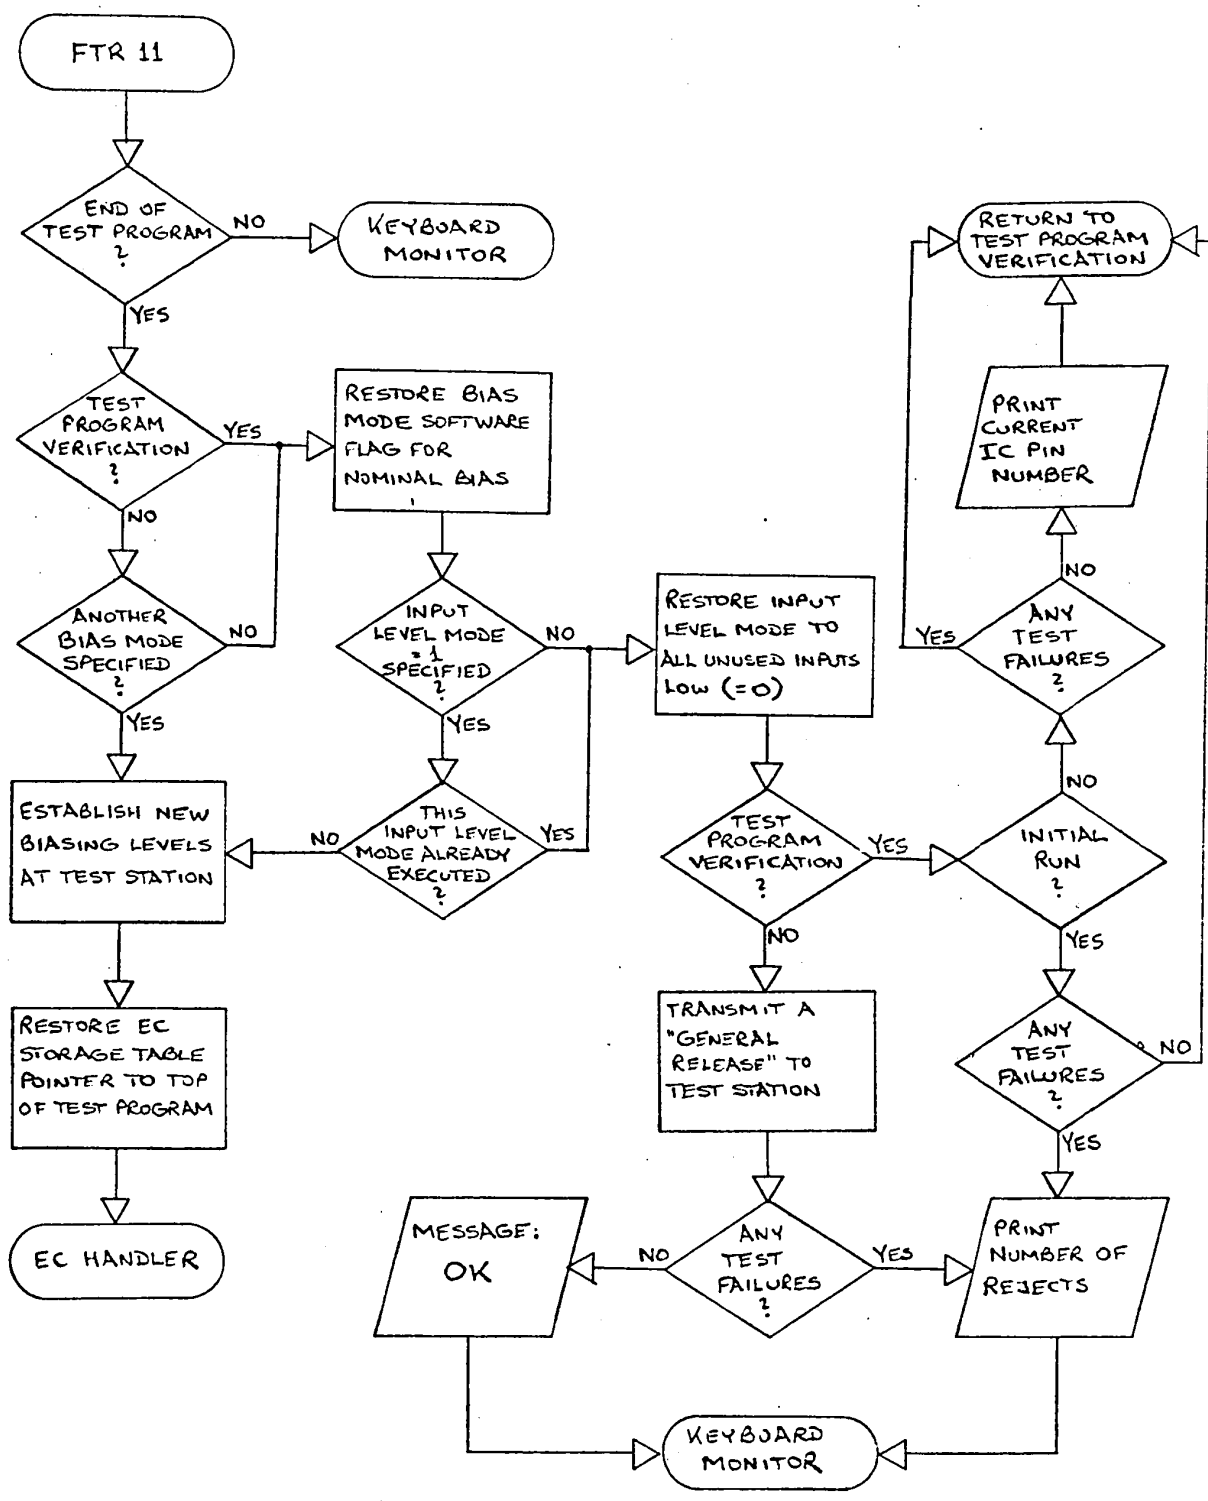 FTR 11
END OF
TEST PROGRAM
?
NO
KEYBOARD
MONITOR
YES
TEST
PROGRAM
VERIFICATION
?
YES
NO
RESTORE BIAS
MODE SOFTWARE
FLAG FOR
NOMINAL BIAS
ANOTHER
BIAS MODE
SPECIFIED
?
NO
YES
INPUT
LEVEL MODE
= 1
SPECIFIED
?
NO
YES
ESTABLISH NEW
BIASING LEVELS
AT TEST STATION
THIS
INPUT LEVEL
MODE ALREADY
EXECUTED
?
NO
YES
RESTORE EC
STORAGE TABLE
POINTER TO TOP
OF TEST PROGRAM
EC HANDLER
RESTORE INPUT
LEVEL MODE TO
ALL UNUSED INPUTS
LOW (=0)
TEST
PROGRAM
VERIFICATION
?
YES
NO
TRANSMIT A
"GENERAL
RELEASE" TO
TEST STATION
ANY
TEST
FAILURES
?
NO
YES
MESSAGE:
OK
RETURN TO
TEST PROGRAM
VERIFICATION
PRINT
CURRENT
IC PIN
NUMBER
NO
ANY
TEST
FAILURES
?
YES
NO
INITIAL
RUN
?
YES
ANY
TEST
FAILURES
?
NO
YES
PRINT
NUMBER OF
REJECTS
KEYBOARD
MONITOR